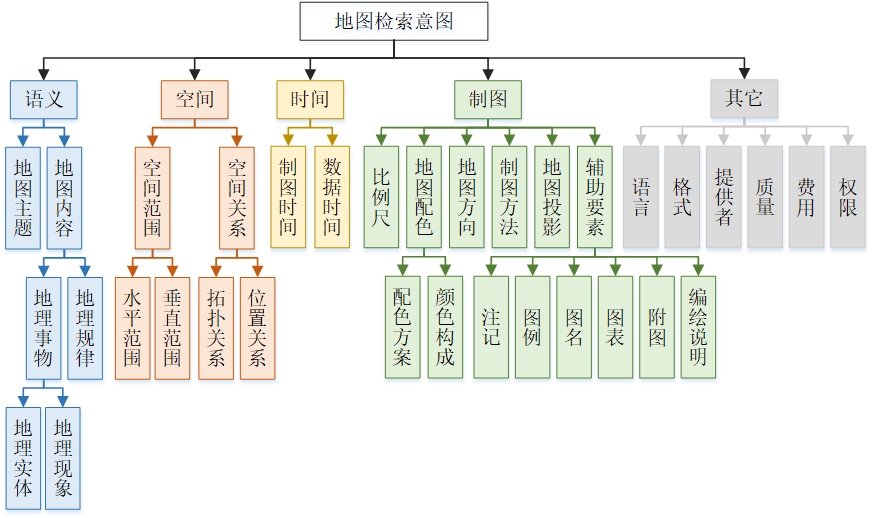 地图检索意图
语义
空间
时间
制图
其它
地图主题
地图内容
空间范围
空间关系
制图时间
数据时间
比例尺
地图配色
地图方向
制图方法
地图投影
辅助要素
语言
格式
提供者
质量
费用
权限
地理事物
地理规律
水平范围
垂直范围
拓扑关系
位置关系
配色方案
颜色构成
注记
图例
图名
图表
附图
编绘说明
地理实体
地理现象